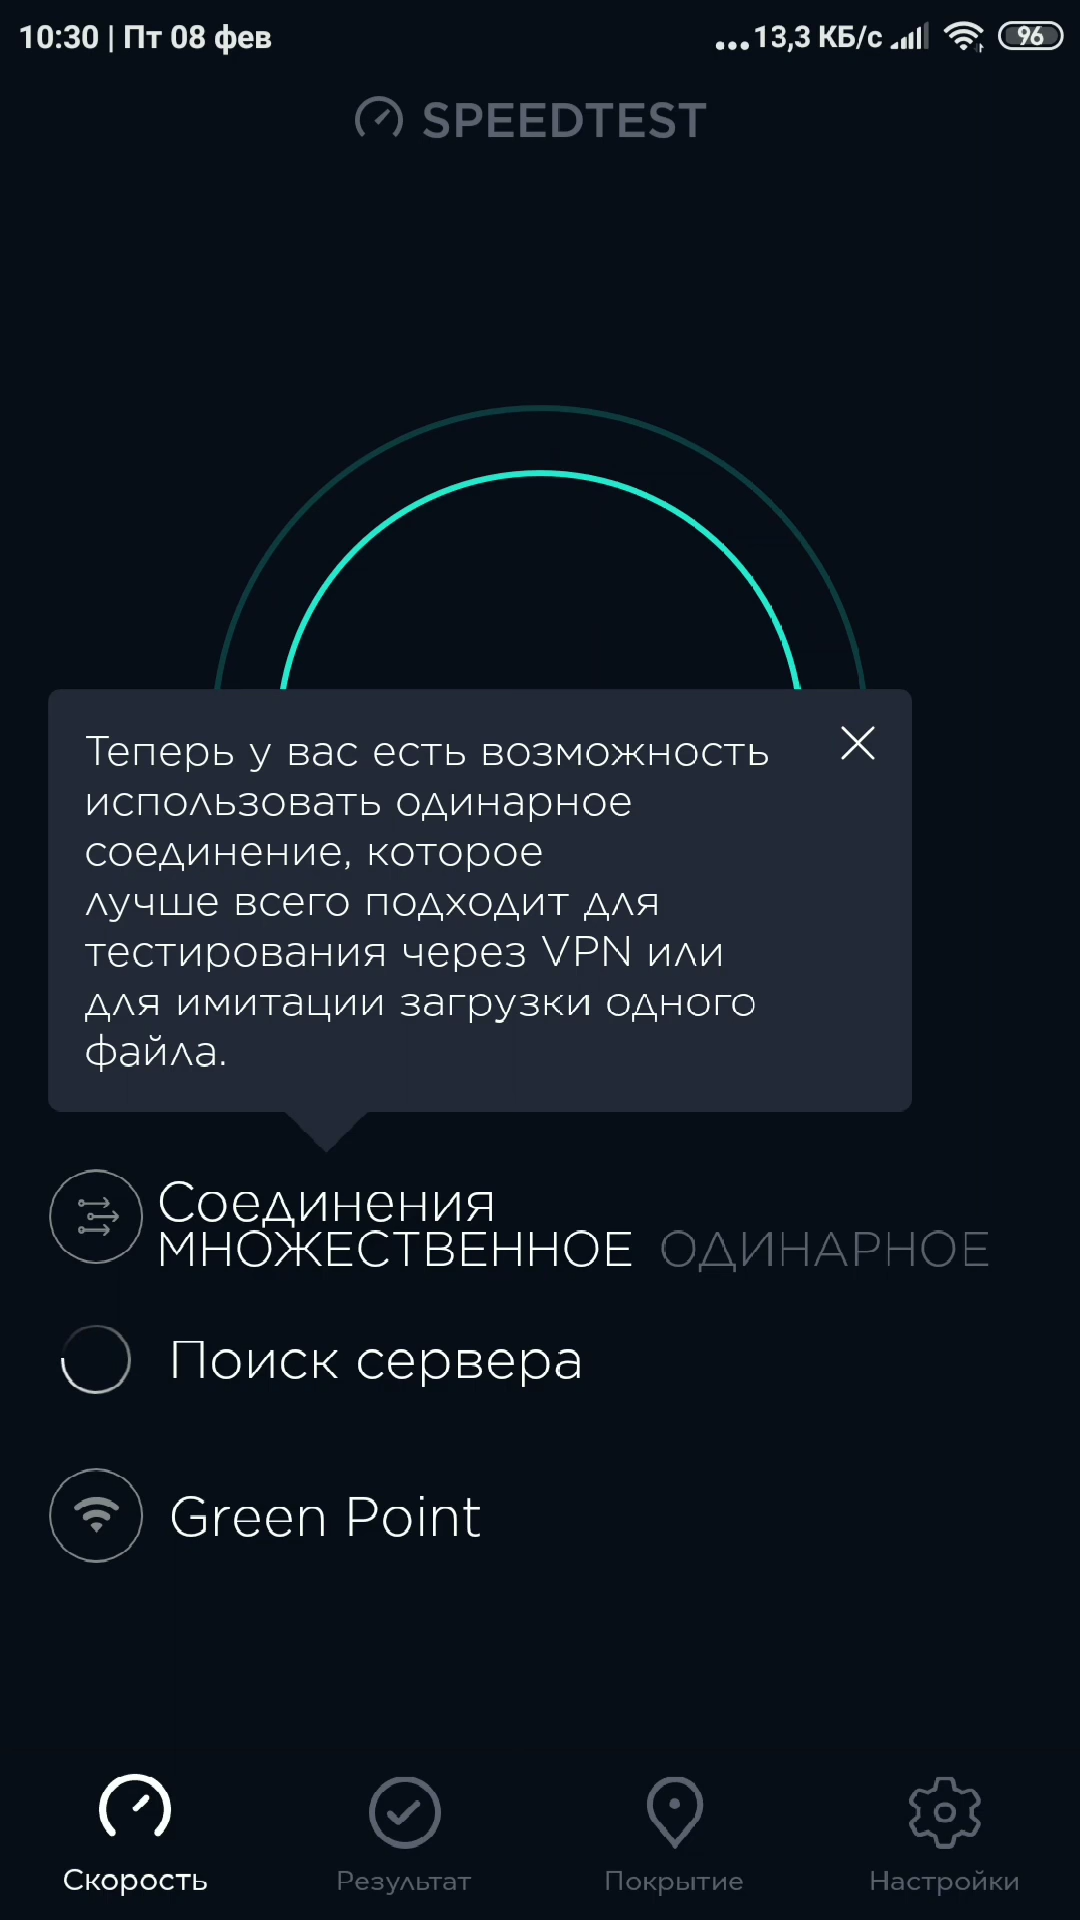 10:30 | Пт 08 фев ...13,3 КБ/с 96
SPEEDTEST
Теперь у вас есть возможность
использовать одинарное
соединение, которое
лучше всего подходит для
тестирования через VPN или
для имитации загрузки одного
файла.
Соединения
МНОЖЕСТВЕННОЕ ОДИНАРНОЕ
Поиск сервера
Green Point
Скорость Результат Покрытие Настройки